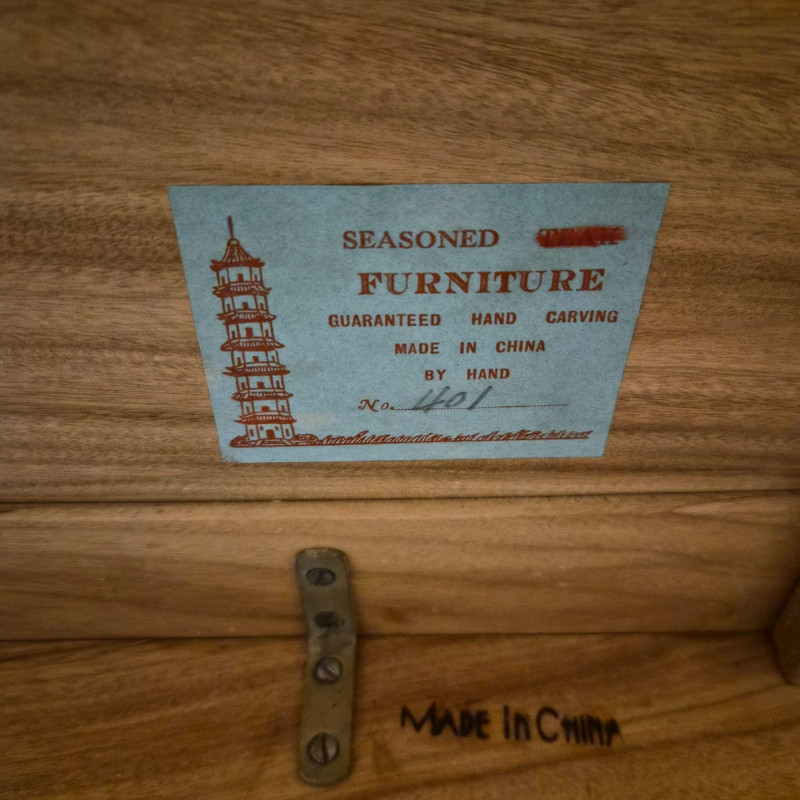 SEASONED
FURNITURE
GUARANTEED HAND CARVING
MADE IN CHINA
BY HAND
No. 401
MADE IN CHINA